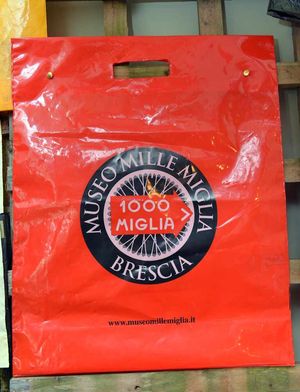 MUSEO MILLE MIGLIA
1000
MIGLIA
BRESCIA
www.museomillemiglia.it